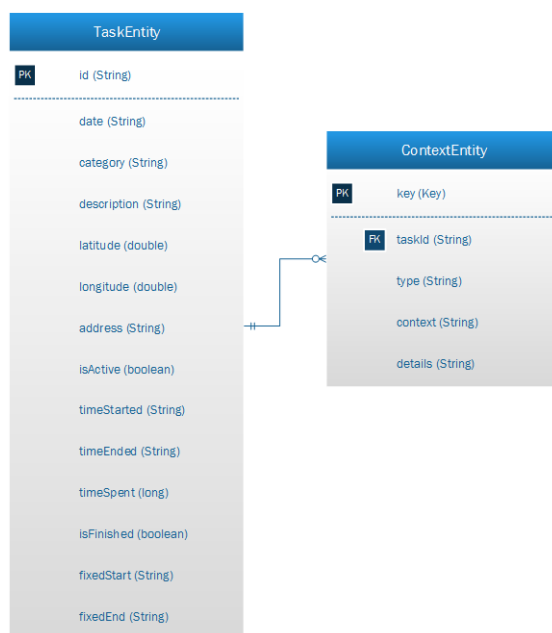 TaskEntity
PK id (String)
date (String)
category (String)
description (String)
latitude (double)
longitude (double)
address (String)
isActive (boolean)
timeStarted (String)
timeEnded (String)
timeSpent (long)
isFinished (boolean)
fixedStart (String)
fixedEnd (String)
ContextEntity
PK key (Key)
FK taskId (String)
type (String)
context (String)
details (String)